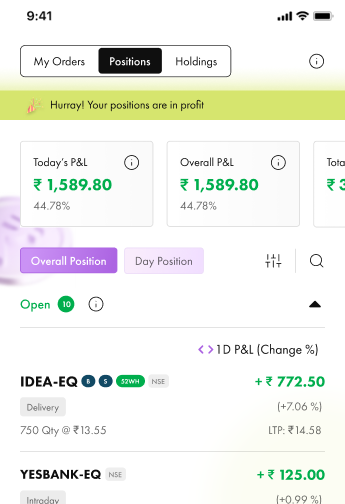 9:41
My Orders Positions Holdings
Hurray! Your positions are in profit
Today's P&L Overall P&L Tota
₹ 1,589.80 ₹ 1,589.80 ₹ 3
44.78% 44.78%
Overall Position Day Position
Open 10
<> 1D P&L (Change %)
IDEA-EQ B S 52WH NSE +₹ 772.50
Delivery (+7.06 %)
750 Qty @ ₹13.55 LTP: ₹14.58
YESBANK-EQ NSE +₹ 125.00
Intraday (+0.99 %)